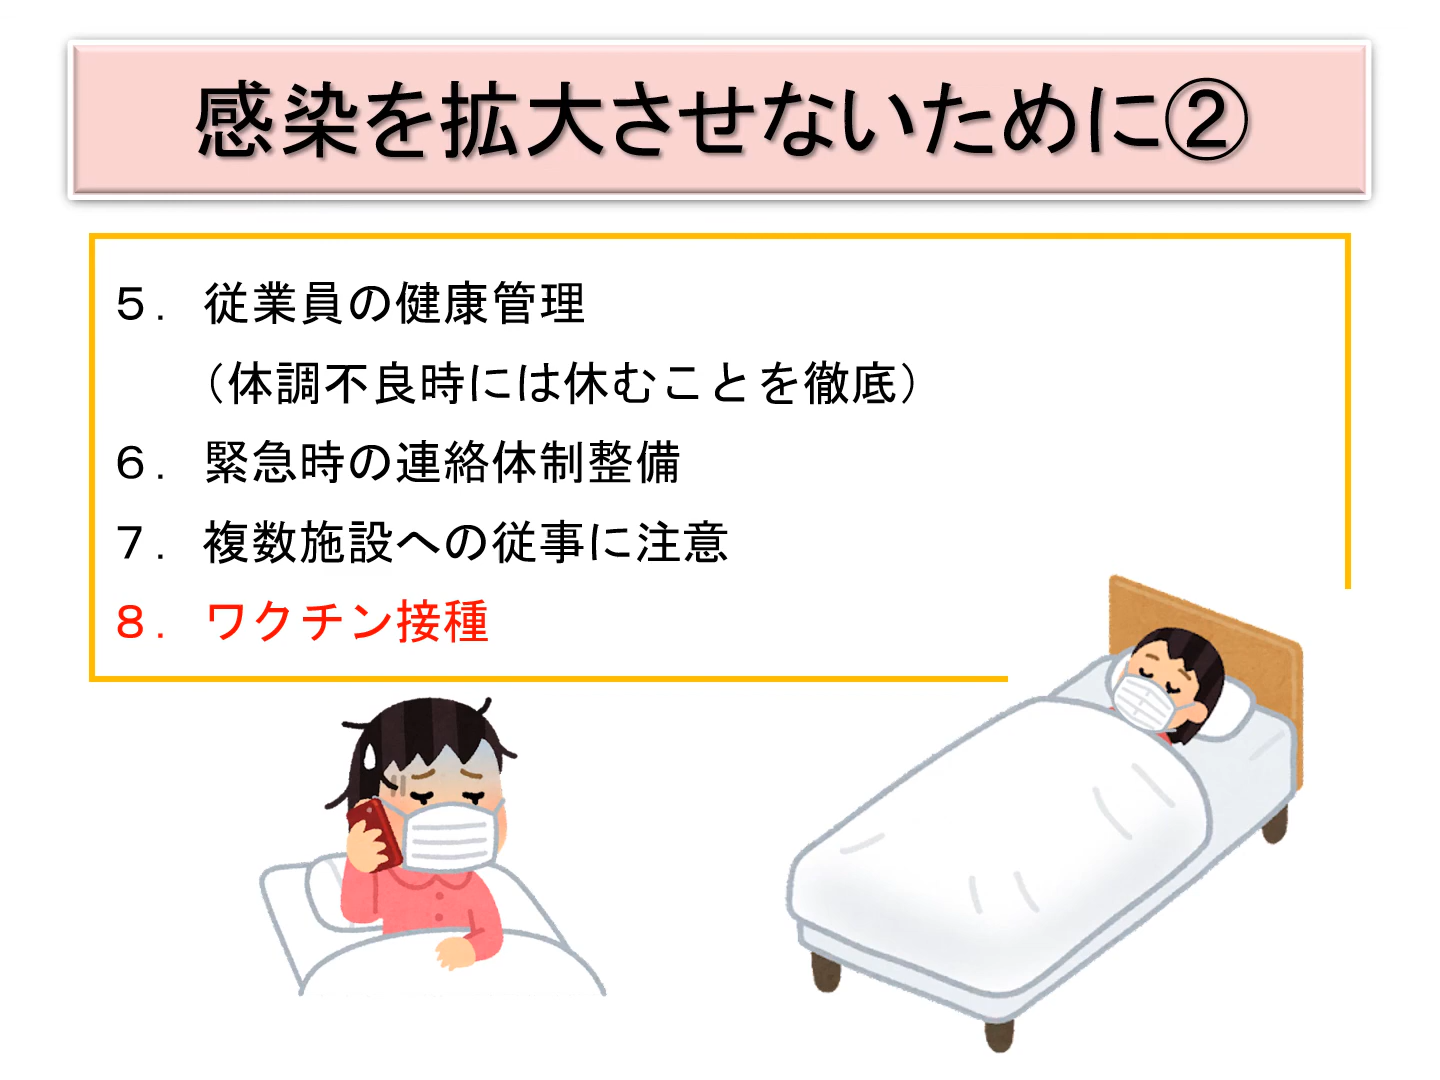 感染を拡大させないために②
５．従業員の健康管理
（体調不良時には休むことを徹底）
６．緊急時の連絡体制整備
７．複数施設への従事に注意
８．ワクチン接種